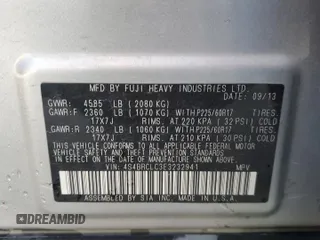 MFD BY FUJI HEAVY INDUSTRIES LTD.
DATE: 09/13
GVWR: 4585 LB (2080 KG)
GAWR:F 2360 LB (1070 KG) WITH P225/60R17 TIRES
17X7J RIMS, AT 220 KPA ( 32 PSI ) COLD
GAWR:R 2340 LB (1060 KG) WITH P225/60R17 TIRES
17X7J RIMS, AT 210 KPA ( 30 PSI ) COLD
THIS VEHICLE CONFORMS TO ALL APPLICABLE FEDERAL MOTOR VEHICLE SAFETY AND
IN EFFECT ON THE DATE OF MANUFACTURE SHOWN ABOVE.
VIN: 4S4BRCLC3E3232941 MPV
ASSEMBLED BY SIA INC. MADE IN U.S.A.
DREAMBID